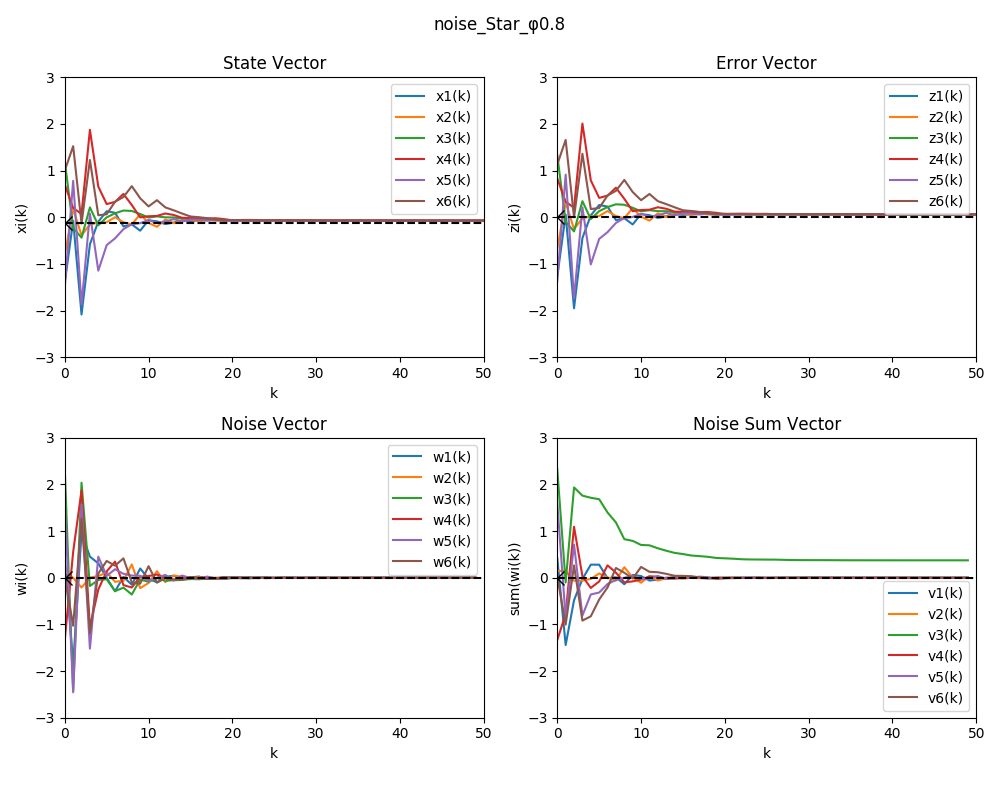 noise_Star_φ0.8
State Vector
3
2
1
0
−1
−2
−3
xi(k)
0
10
20
30
40
50
k
x1(k)
x2(k)
x3(k)
x4(k)
x5(k)
x6(k)
Error Vector
3
2
1
0
−1
−2
−3
zi(k)
0
10
20
30
40
50
k
z1(k)
z2(k)
z3(k)
z4(k)
z5(k)
z6(k)
Noise Vector
3
2
1
0
−1
−2
−3
wi(k)
0
10
20
30
40
50
k
w1(k)
w2(k)
w3(k)
w4(k)
w5(k)
w6(k)
Noise Sum Vector
3
2
1
0
−1
−2
−3
sum(wi(k))
0
10
20
30
40
50
k
v1(k)
v2(k)
v3(k)
v4(k)
v5(k)
v6(k)